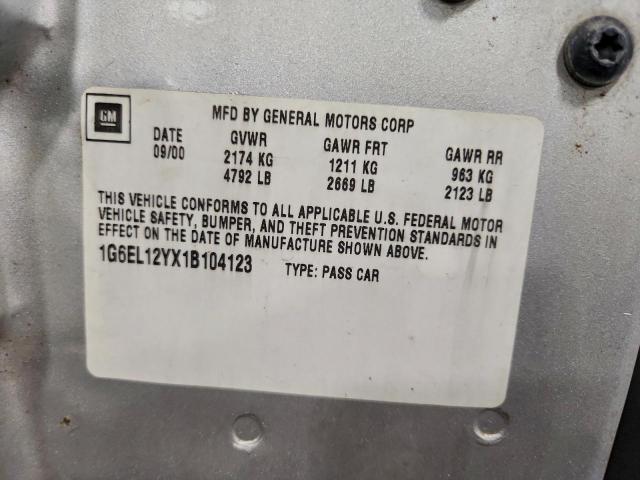 GM
MFD BY GENERAL MOTORS CORP
DATE GVWR GAWR FRT GAWR RR
09/00 2174 KG 1211 KG 963 KG
4792 LB 2669 LB 2123 LB
THIS VEHICLE CONFORMS TO ALL APPLICABLE U.S. FEDERAL MOTOR
VEHICLE SAFETY, BUMPER, AND THEFT PREVENTION STANDARDS IN
EFFECT ON THE DATE OF MANUFACTURE SHOWN ABOVE.
1G6EL12YX1B104123 TYPE: PASS CAR